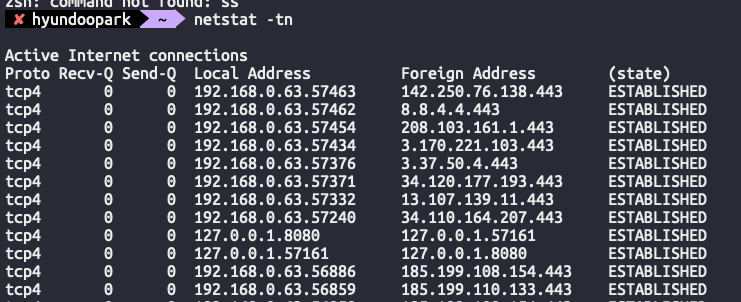 zsh: command not found: ss
✘ hyundoopark ~ netstat -tn
Active Internet connections
Proto Recv-Q Send-Q Local Address Foreign Address (state)
tcp4 0 0 192.168.0.63.57463 142.250.76.138.443 ESTABLISHED
tcp4 0 0 192.168.0.63.57462 8.8.4.4.443 ESTABLISHED
tcp4 0 0 192.168.0.63.57454 208.103.161.1.443 ESTABLISHED
tcp4 0 0 192.168.0.63.57434 3.170.221.103.443 ESTABLISHED
tcp4 0 0 192.168.0.63.57376 3.37.50.4.443 ESTABLISHED
tcp4 0 0 192.168.0.63.57371 34.120.177.193.443 ESTABLISHED
tcp4 0 0 192.168.0.63.57332 13.107.139.11.443 ESTABLISHED
tcp4 0 0 192.168.0.63.57240 34.110.164.207.443 ESTABLISHED
tcp4 0 0 127.0.0.1.8080 127.0.0.1.57161 ESTABLISHED
tcp4 0 0 127.0.0.1.57161 127.0.0.1.8080 ESTABLISHED
tcp4 0 0 192.168.0.63.56886 185.199.108.154.443 ESTABLISHED
tcp4 0 0 192.168.0.63.56859 185.199.110.133.443 ESTABLISHED